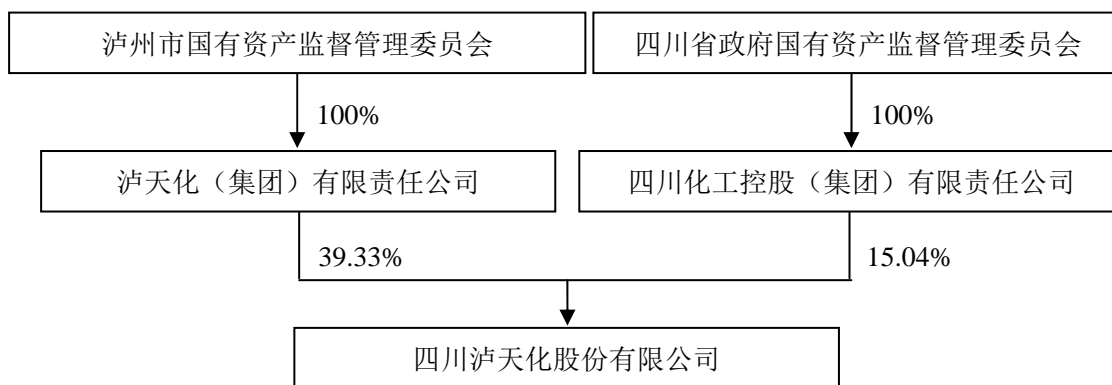 泸州市国有资产监督管理委员会
四川省政府国有资产监督管理委员会
100%
100%
泸天化（集团）有限责任公司
四川化工控股（集团）有限责任公司
39.33%
15.04%
四川泸天化股份有限公司